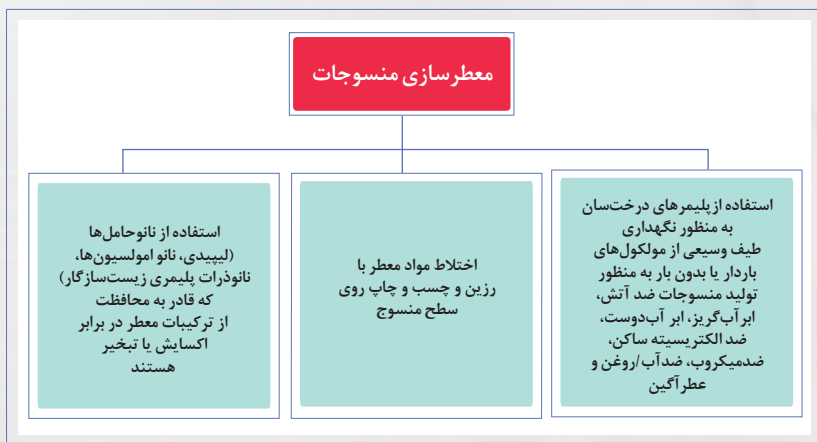 معطرسازی منسوجات
استفاده از پلیمرهای درخت‌سان
به منظور نگهداری
طیف وسیعی از مولکول‌های
باردار یا بدون بار به منظور
تولید منسوجات ضد آتش،
ابرآب‌گریز، ابر آب‌دوست،
ضد الکتریسیته ساکن،
ضدمیکروب، ضدآب/روغن و
عطرآگین
اختلاط مواد معطر با
رزین و چسب و چاپ روی
سطح منسوج
استفاده از نانوحامل‌ها
(لیپیدی، نانو امولسیون‌ها،
نانوذرات پلیمری زیست‌سازگار)
که قادر به محافظت
از ترکیبات معطر در برابر
اکسایش یا تبخیر
هستند